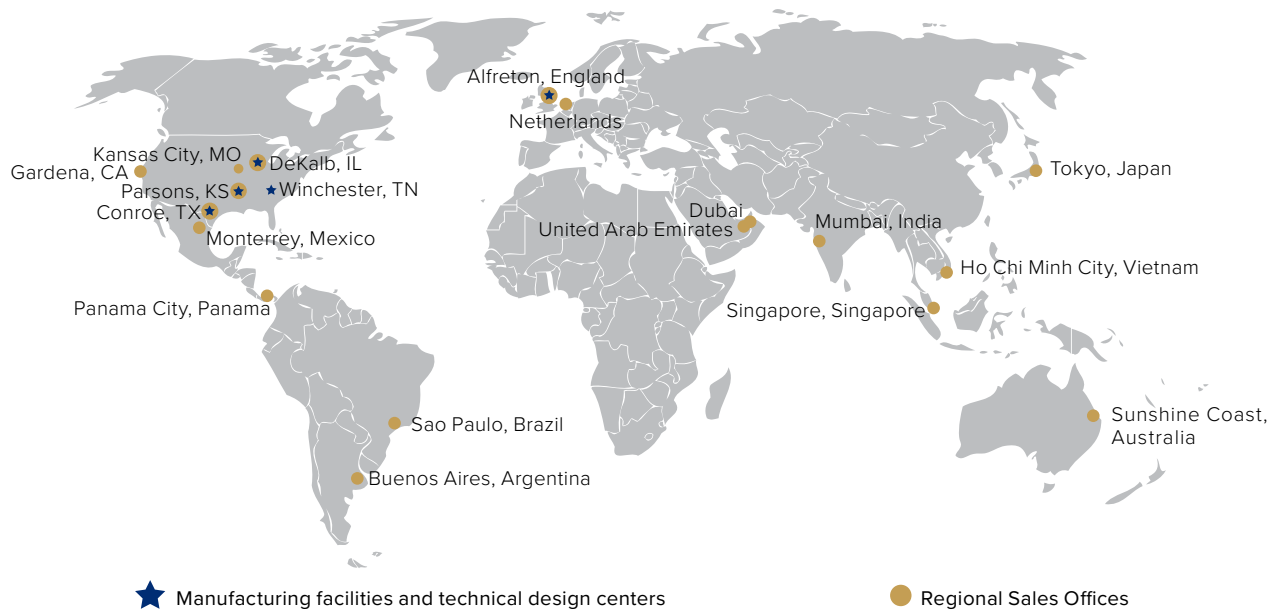 Alfreton, England
Netherlands
Kansas City, MO
DeKalb, IL
Gardena, CA
Parsons, KS
Winchester, TN
Conroe, TX
Monterrey, Mexico
Panama City, Panama
Sao Paulo, Brazil
Buenos Aires, Argentina
Dubai
United Arab Emirates
Mumbai, India
Tokyo, Japan
Ho Chi Minh City, Vietnam
Singapore, Singapore
Sunshine Coast,
Australia
Manufacturing facilities and technical design centers
Regional Sales Offices